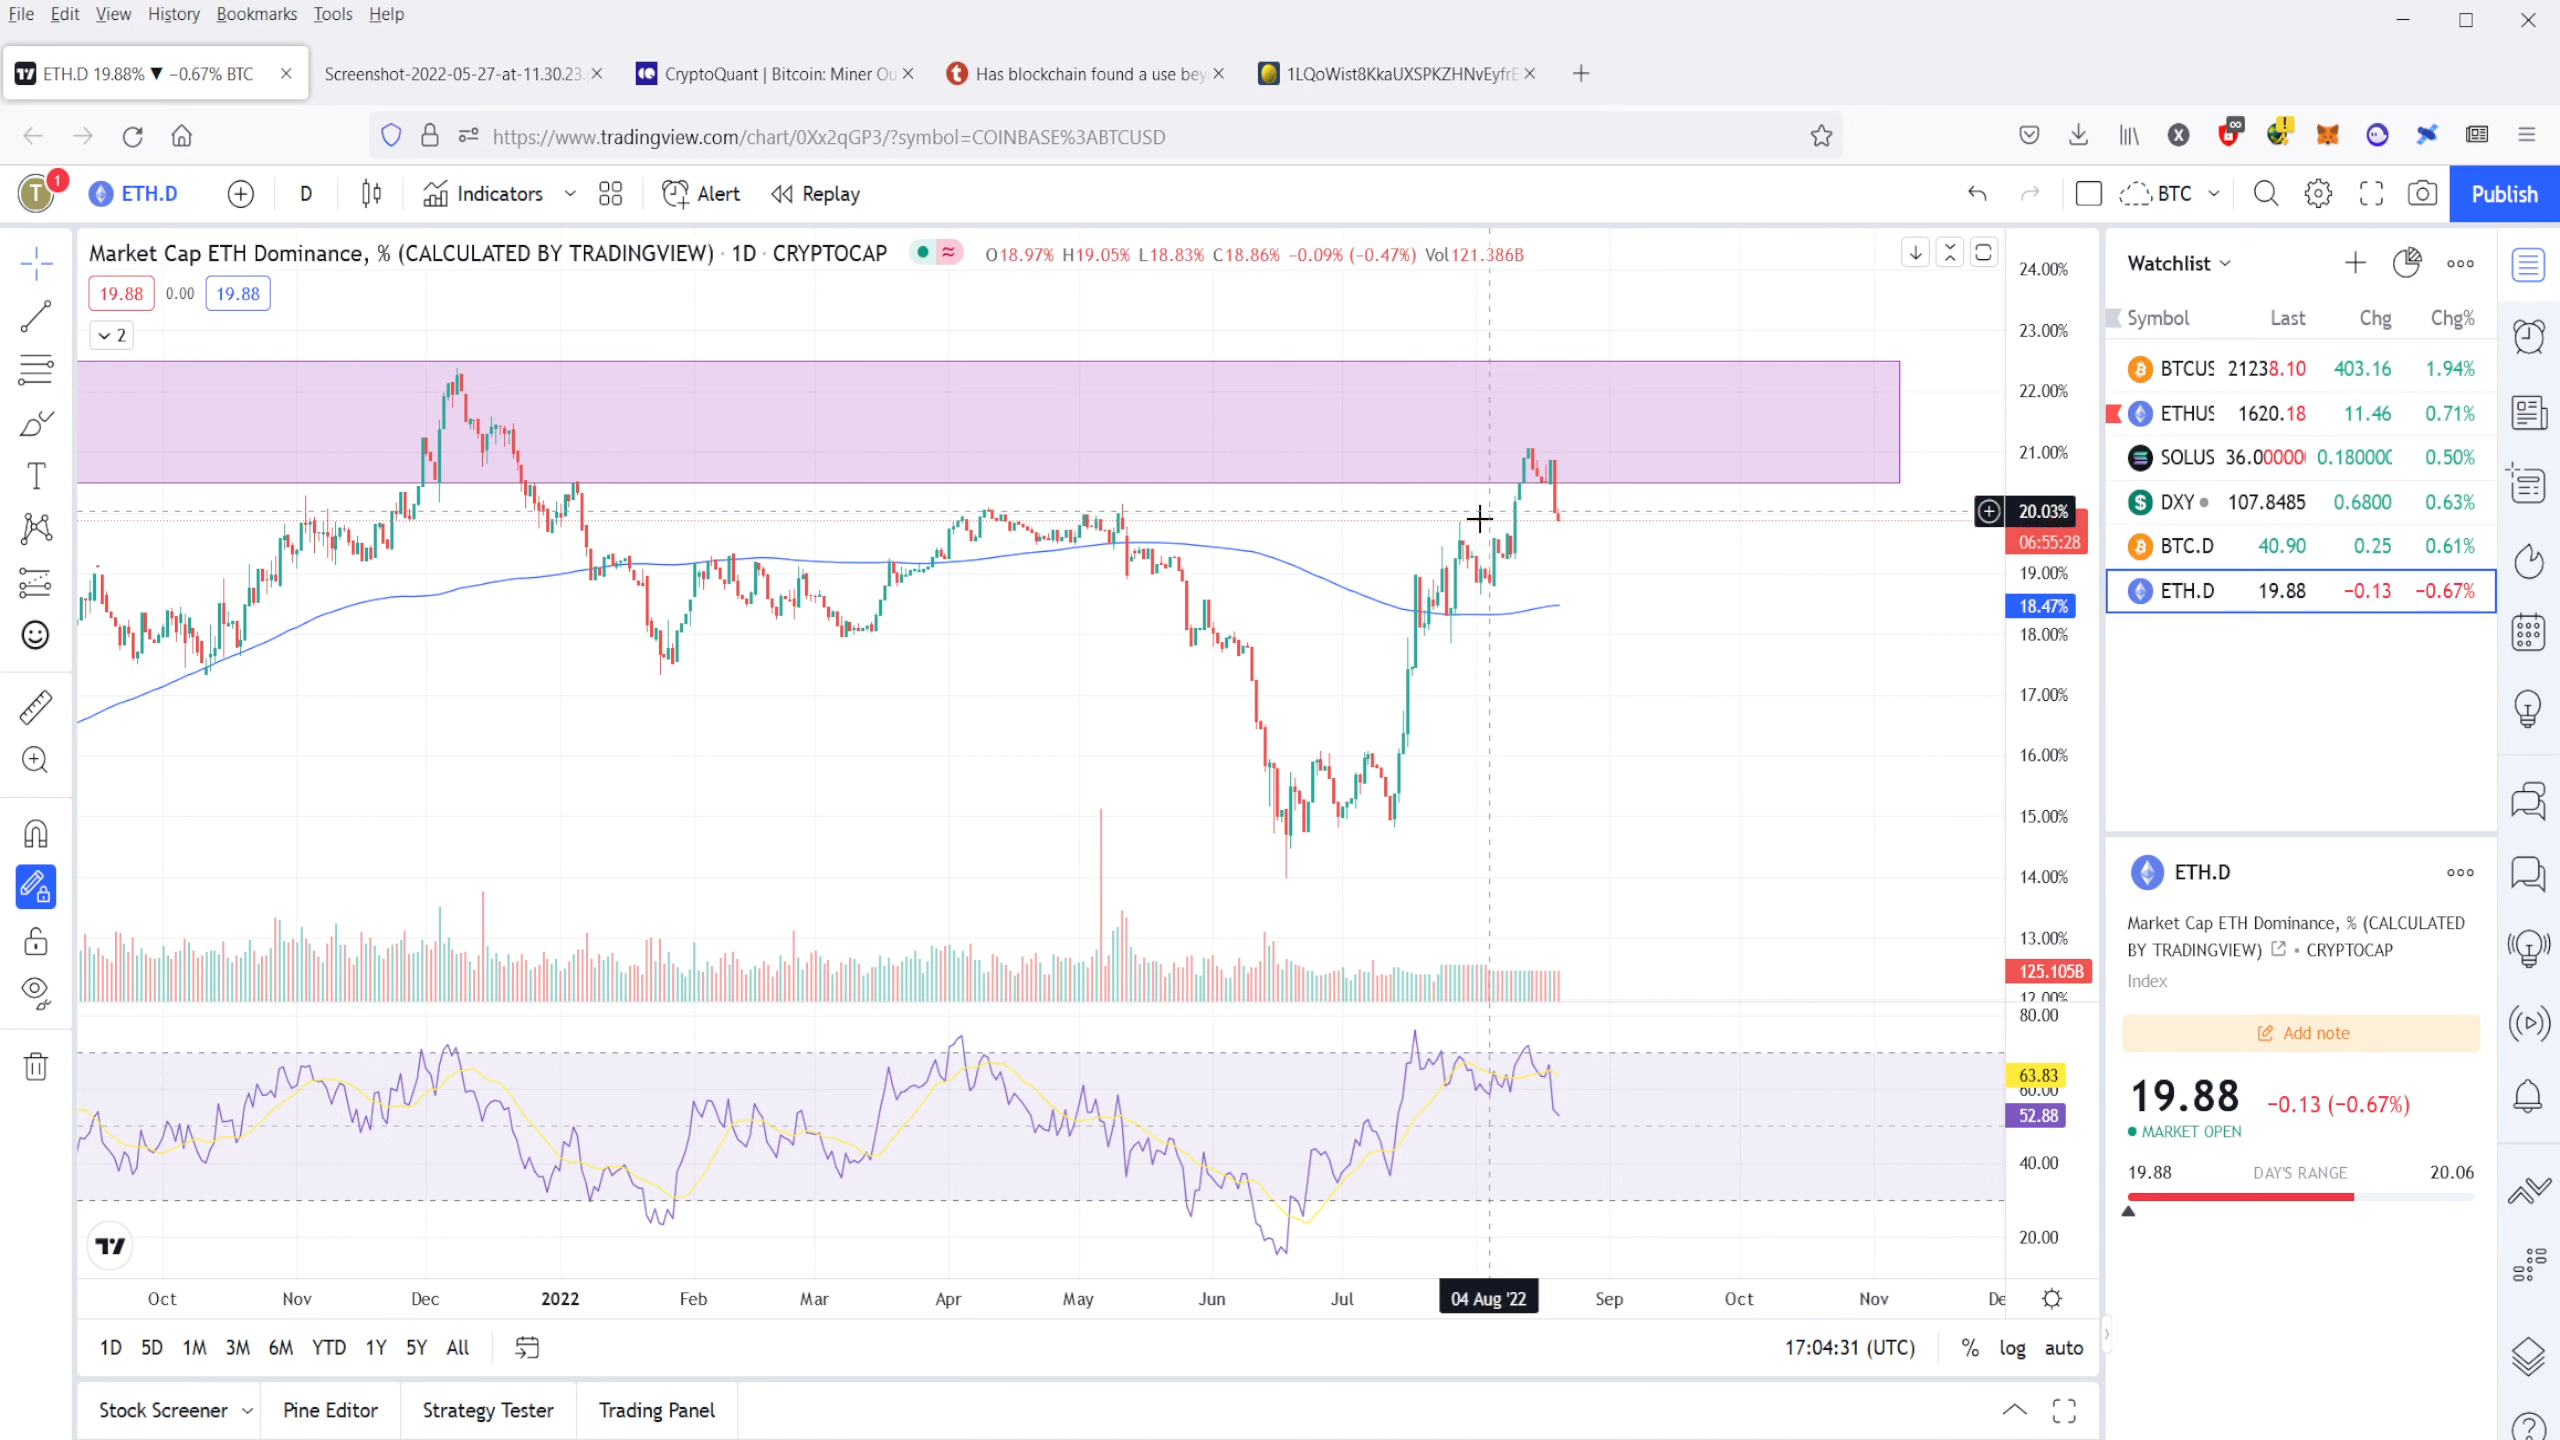 File Edit View History Bookmarks Tools Help
ETH.D 19.88% ▼ −0.67% BTC
Screenshot-2022-05-27-at-11.30.23
CryptoQuant | Bitcoin: Miner Ou
Has blockchain found a use bey
1LQoWist8KkaUXSPKZHNvEyfrE
https://www.tradingview.com/chart/0Xx2qGP3/?symbol=COINBASE%3ABTCUSD
T 1 ETH.D D Indicators Alert Replay BTC Publish
Market Cap ETH Dominance, % (CALCULATED BY TRADINGVIEW) · 1D · CRYPTOCAP O18.97% H19.05% L18.83% C18.86% −0.09% (−0.47%) Vol121.386B
19.88 0.00 19.88
2
24.00%
23.00%
22.00%
21.00%
20.03%
06:55:28
19.00%
18.47%
18.00%
17.00%
16.00%
15.00%
14.00%
13.00%
125.105B
12.00%
80.00
63.83
60.00
52.88
40.00
20.00
Oct Nov Dec 2022 Feb Mar Apr May Jun Jul 04 Aug '22 Sep Oct Nov De
1D 5D 1M 3M 6M YTD 1Y 5Y All 17:04:31 (UTC) % log auto
Stock Screener Pine Editor Strategy Tester Trading Panel
Watchlist
Symbol Last Chg Chg%
BTCUS 21238.10 403.16 1.94%
ETHUS 1620.18 11.46 0.71%
SOLUS 36.00000 0.180000 0.50%
DXY 107.8485 0.6800 0.63%
BTC.D 40.90 0.25 0.61%
ETH.D 19.88 −0.13 −0.67%
ETH.D
Market Cap ETH Dominance, % (CALCULATED
BY TRADINGVIEW) • CRYPTOCAP
Index
Add note
19.88 −0.13 (−0.67%)
MARKET OPEN
19.88 DAY'S RANGE 20.06